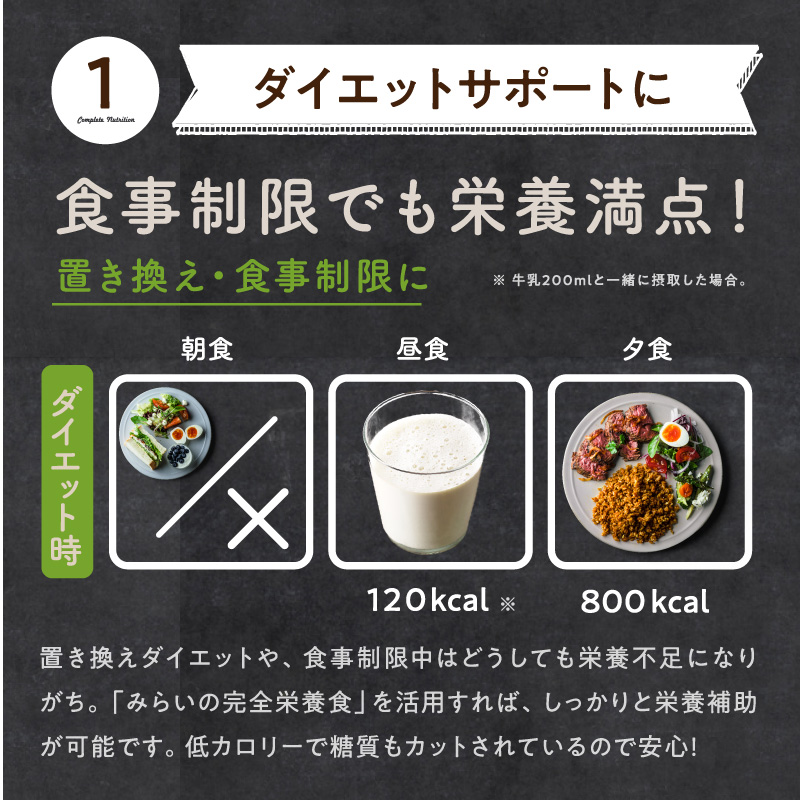 1
Complete Nutrition
ダイエットサポートに
食事制限でも栄養満点！
置き換え・食事制限に
※ 牛乳200mlと一緒に摂取した場合。
朝食
昼食
夕食
ダイエット時
120kcal ※
800kcal
置き換えダイエットや、食事制限中はどうしても栄養不足になり
がち。「みらいの完全栄養食」を活用すれば、しっかりと栄養補助
が可能です。低カロリーで糖質もカットされているので安心!